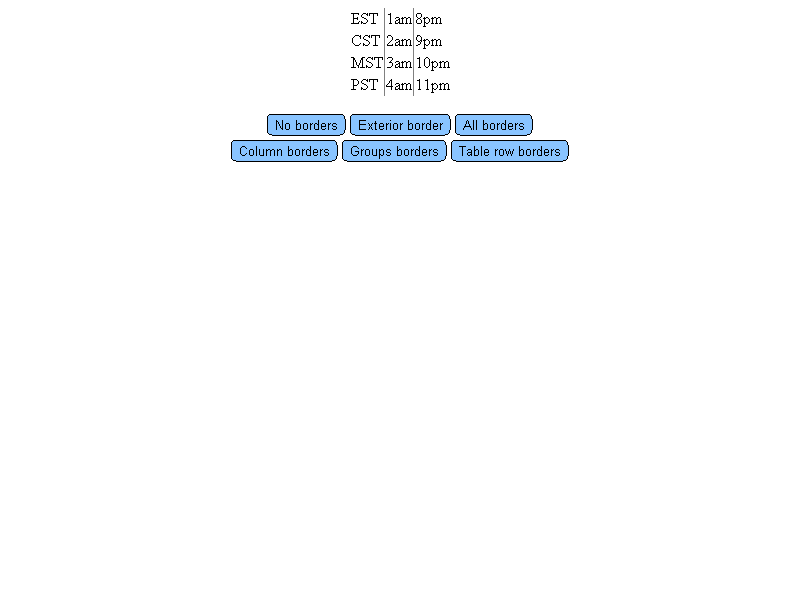 EST 1am 8pm
CST 2am 9pm
MST 3am 10pm
PST 4am 11pm
No borders Exterior border All borders
Column borders Groups borders Table row borders